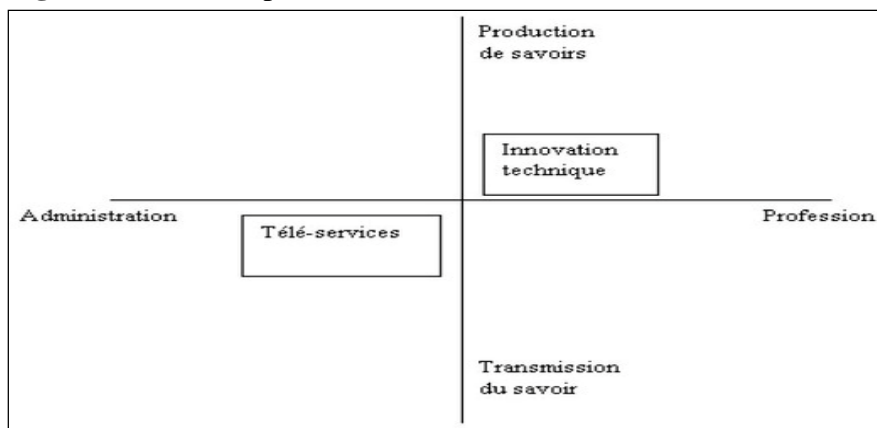 Production
de savoirs
Innovation
technique
Administration
Profession
Télé-services
Transmission
du savoir